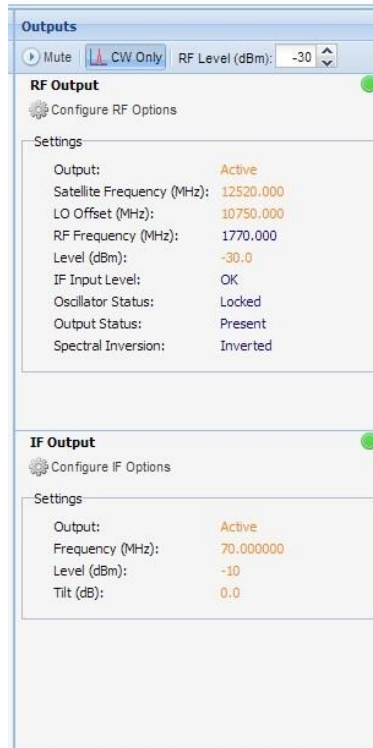 Outputs
Mute CW Only RF Level (dBm): -30
RF Output
Configure RF Options
Settings
Output: Active
Satellite Frequency (MHz): 12520.000
LO Offset (MHz): 10750.000
RF Frequency (MHz): 1770.000
Level (dBm): -30.0
IF Input Level: OK
Oscillator Status: Locked
Output Status: Present
Spectral Inversion: Inverted
IF Output
Configure IF Options
Settings
Output: Active
Frequency (MHz): 70.000000
Level (dBm): -10
Tilt (dB): 0.0